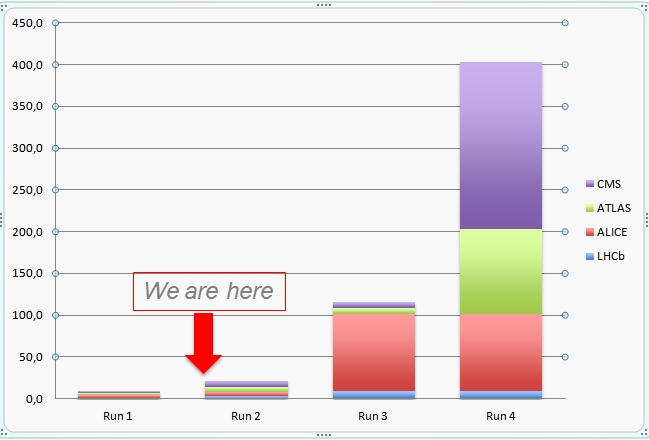 450,0
400,0
350,0
300,0
250,0
200,0
150,0
100,0
50,0
0,0
We are here
Run 1
Run 2
Run 3
Run 4
CMS
ATLAS
ALICE
LHCb